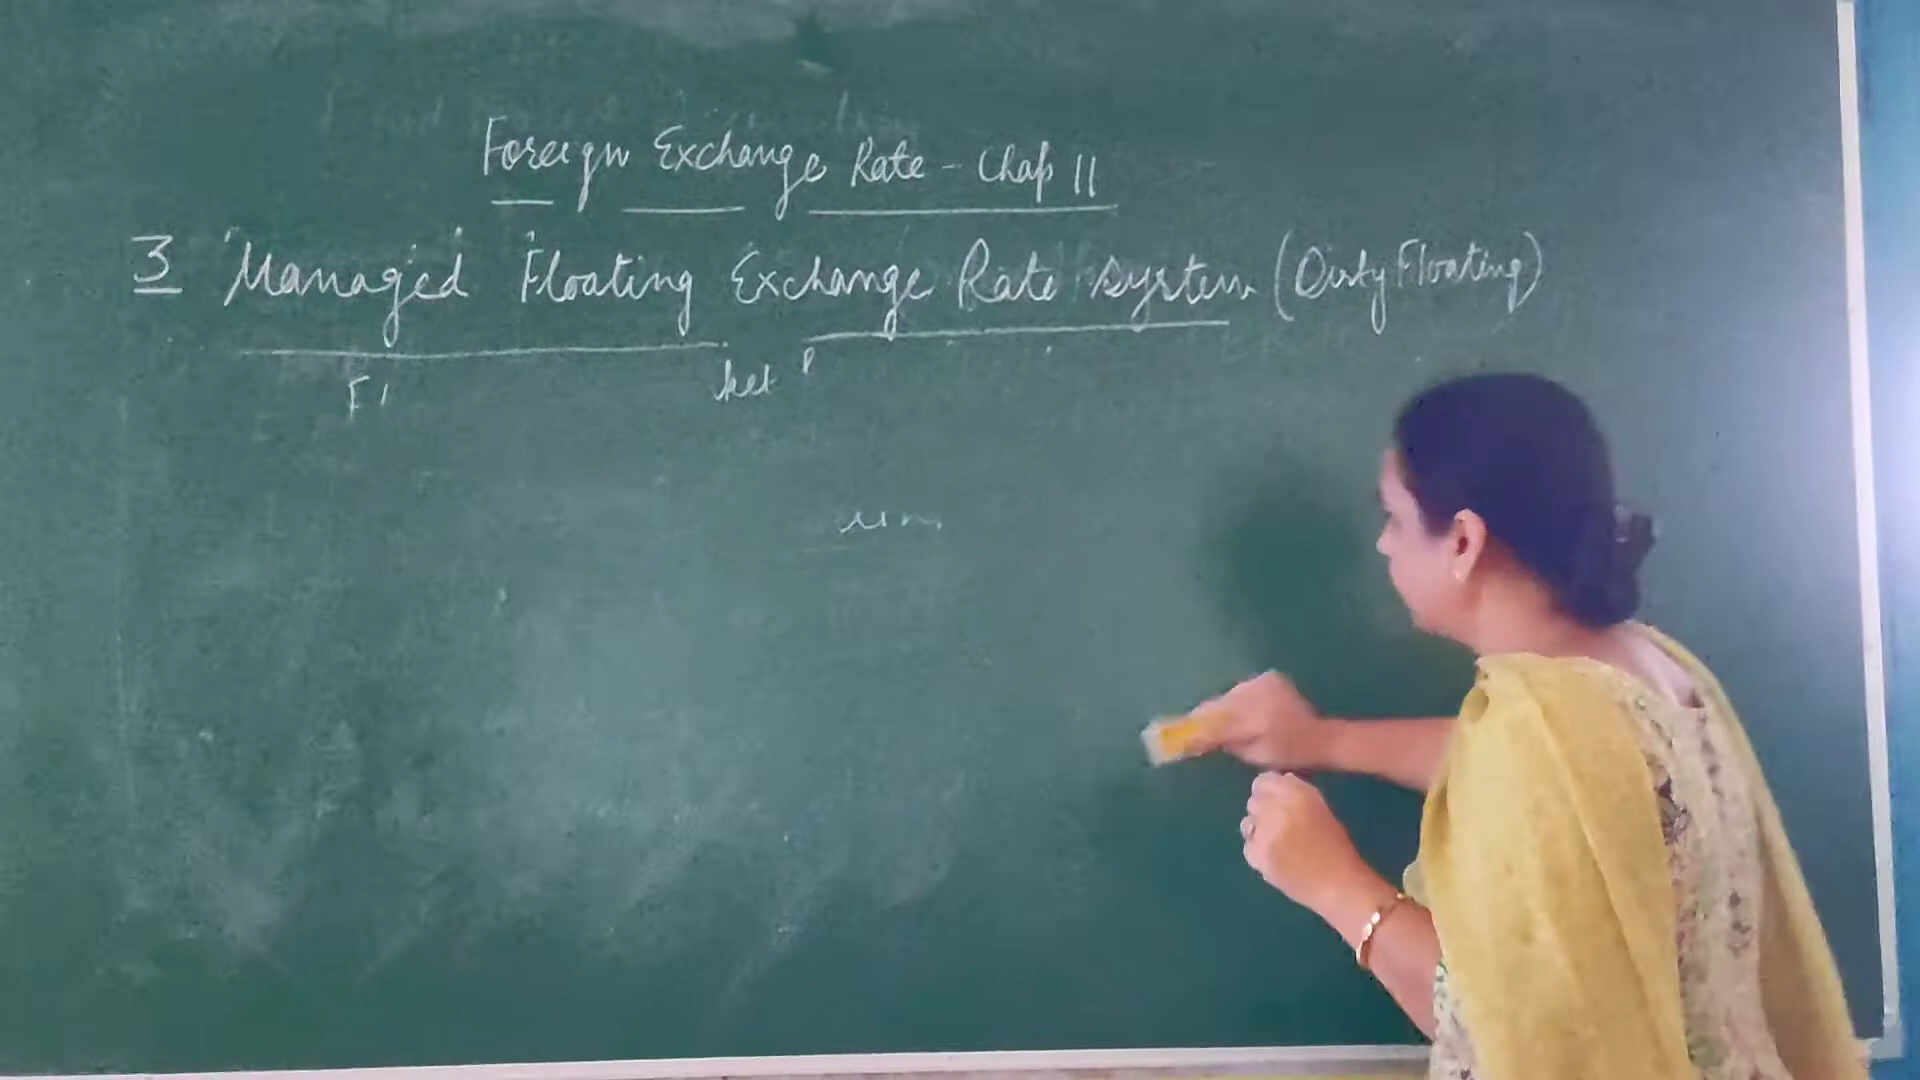 Foreign Exchange Rate - Chap 11
3 Managed Floating Exchange Rate System (Dirty Floating)